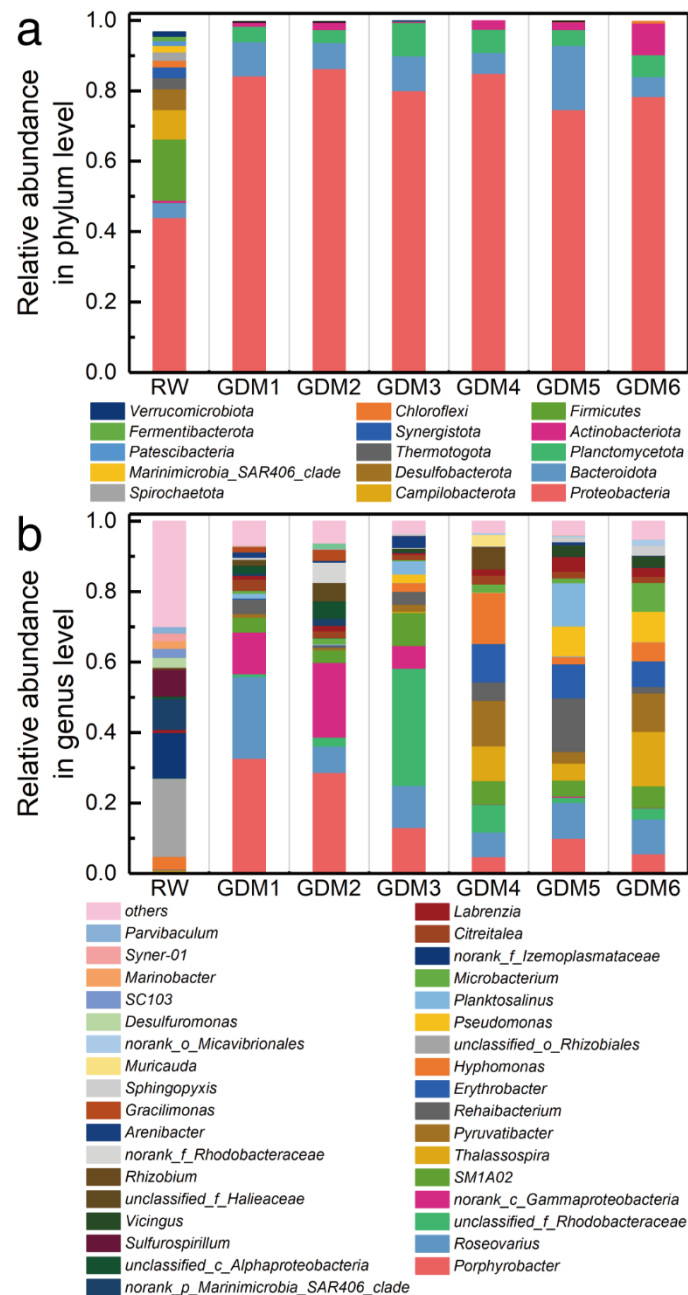 a
Relative abundance
in phylum level
1.0
0.8
0.6
0.4
0.2
0.0
RW GDM1 GDM2 GDM3 GDM4 GDM5 GDM6
Verrucomicrobiota Chloroflexi Firmicutes
Fermentibacterota Synergistota Actinobacteriota
Patescibacteria Thermotogota Planctomycetota
Marinimicrobia_SAR406_clade Desulfobacterota Bacteroidota
Spirochaetota Campilobacterota Proteobacteria
b
Relative abundance
in genus level
1.0
0.8
0.6
0.4
0.2
0.0
RW GDM1 GDM2 GDM3 GDM4 GDM5 GDM6
others Labrenzia
Parvibaculum Citreitalea
Syner-01 norank_f_Izemoplasmataceae
Marinobacter Microbacterium
SC103 Planktosalinus
Desulfuromonas Pseudomonas
norank_o_Micavibrionales unclassified_o_Rhizobiales
Muricauda Hyphomonas
Sphingopyxis Erythrobacter
Gracilimonas Rehaibacterium
Arenibacter Pyruvatibacter
norank_f_Rhodobacteraceae Thalassospira
Rhizobium SM1A02
unclassified_f_Halieaceae norank_c_Gammaproteobacteria
Vicingus unclassified_f_Rhodobacteraceae
Sulfurospirillum Roseovarius
unclassified_c_Alphaproteobacteria Porphyrobacter
norank_p_Marinimicrobia_SAR406_clade